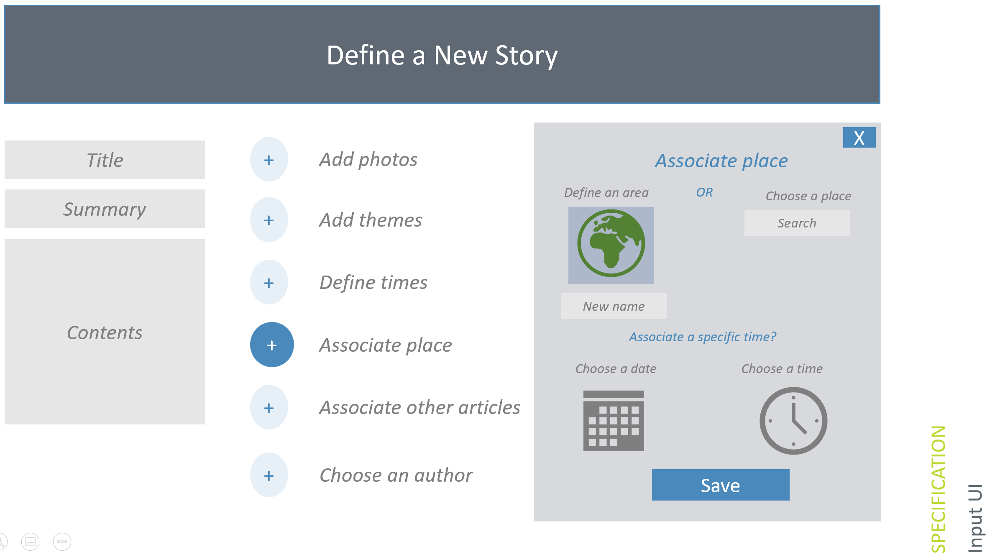 Define a New Story
Title
Summary
Contents
+ Add photos
+ Add themes
+ Define times
+ Associate place
+ Associate other articles
+ Choose an author
X
Associate place
Define an area
OR
Choose a place
Search
New name
Associate a specific time?
Choose a date
Choose a time
Save
SPECIFICATION
Input UI